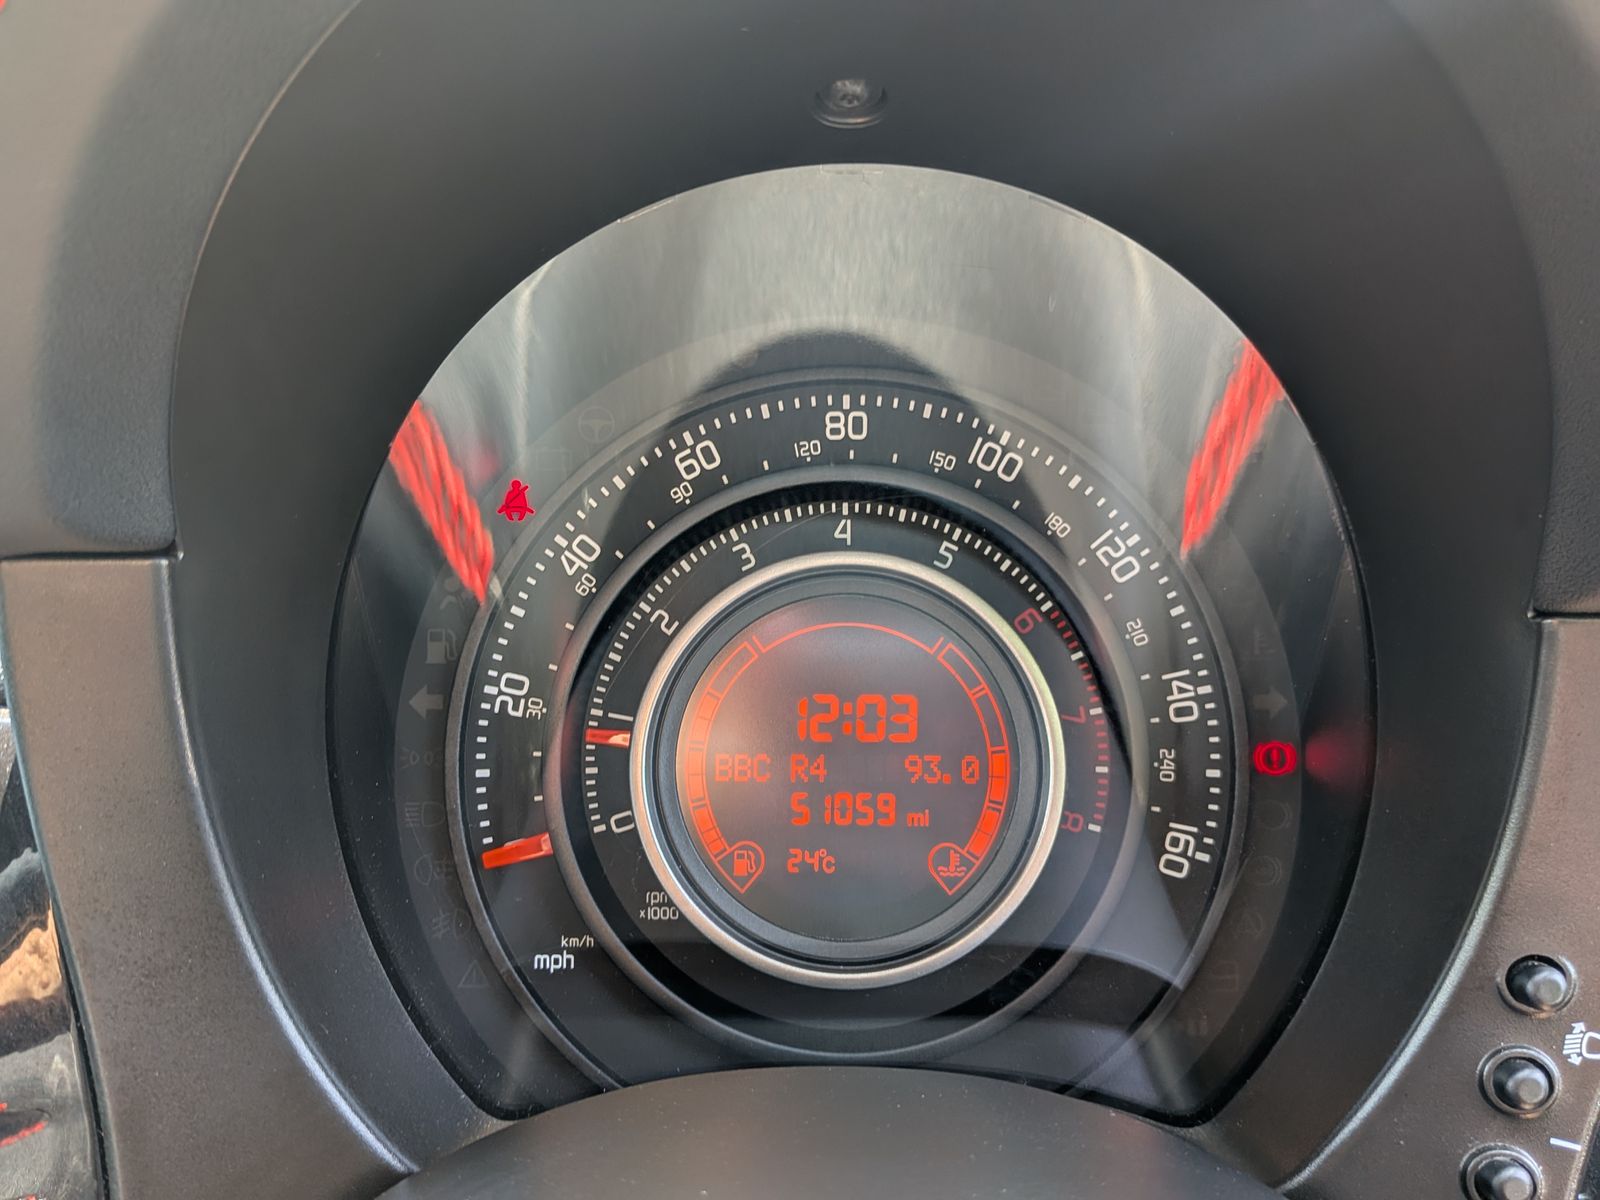 20 40 60 80 100 120 140 160
30 60 90 120 150 180 210 240
0 1 2 3 4 5 6 7 8
12:03
BBC R4 93.0
51059 mi
24°C
rpm
x1000
km/h
mph